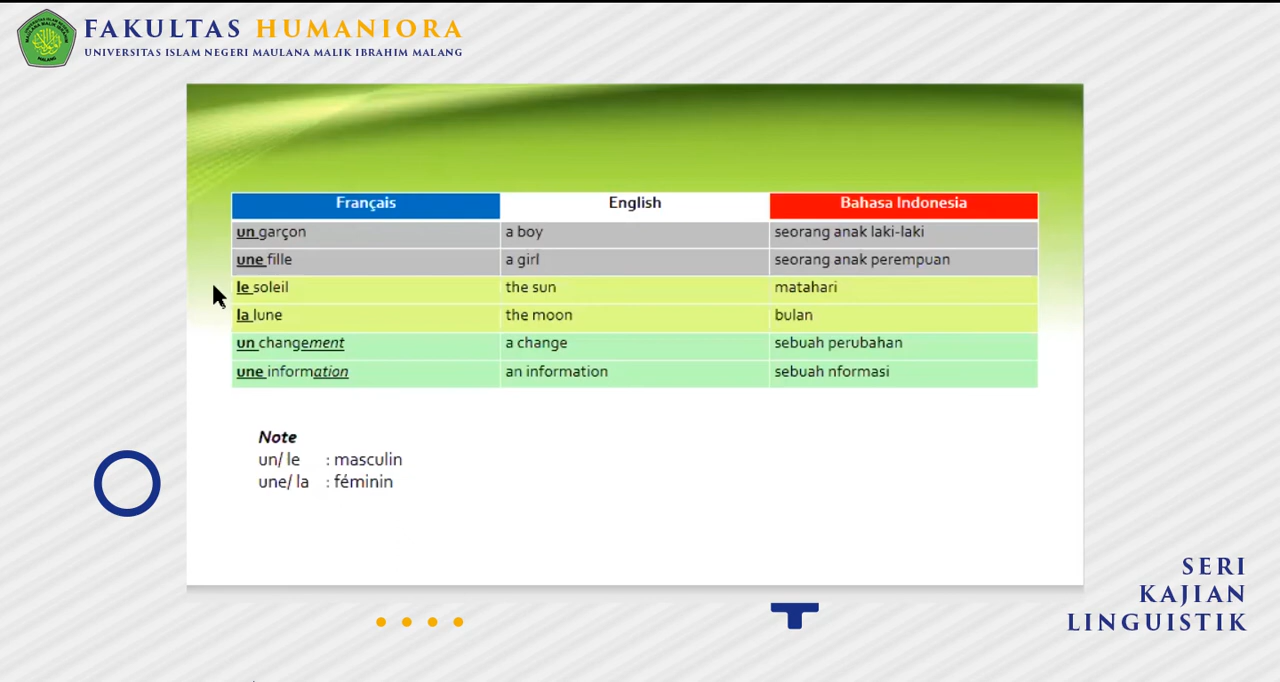 FAKULTAS HUMANIORA
UNIVERSITAS ISLAM NEGERI MAULANA MALIK IBRAHIM MALANG
Français English Bahasa Indonesia
un garçon a boy seorang anak laki-laki
une fille a girl seorang anak perempuan
le soleil the sun matahari
la lune the moon bulan
un changement a change sebuah perubahan
une information an information sebuah nformasi
Note
un/ le : masculin
une/ la : féminin
SERI
KAJIAN
LINGUISTIK